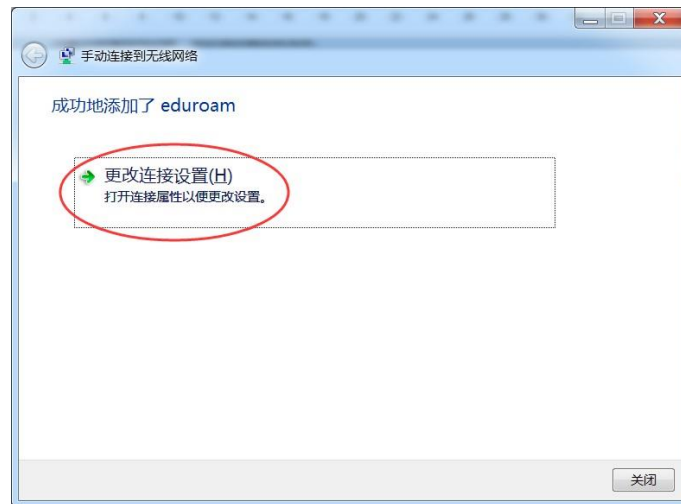 手动连接到无线网络
成功地添加了 eduroam
更改连接设置(H)
打开连接属性以便更改设置。
关闭